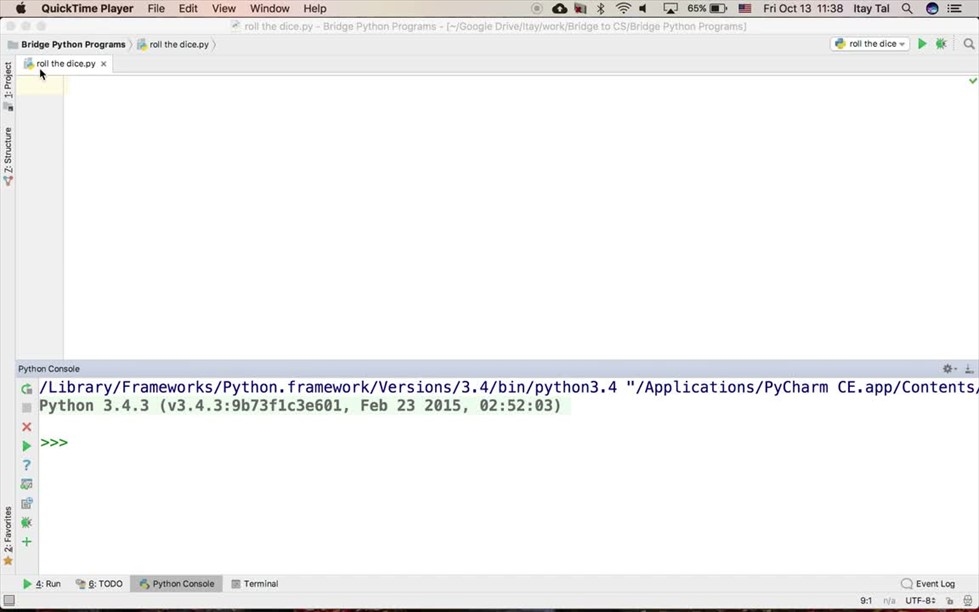 QuickTime Player File Edit View Window Help 65% Fri Oct 13 11:38 Itay Tal
roll the dice.py - Bridge Python Programs - [~/Google Drive/Itay/work/Bridge to CS/Bridge Python Programs]
Bridge Python Programs roll the dice.py roll the dice
roll the dice.py ×
1: Project
Z: Structure
Python Console
/Library/Frameworks/Python.framework/Versions/3.4/bin/python3.4 "/Applications/PyCharm CE.app/Contents/
Python 3.4.3 (v3.4.3:9b73f1c3e601, Feb 23 2015, 02:52:03)
>>>
2: Favorites
4: Run 6: TODO Python Console Terminal Event Log
9:1 n/a UTF-8